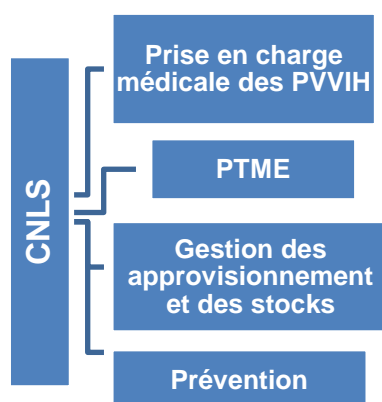 CNLS
Prise en charge
médicale des PVVIH
PTME
Gestion des
approvisionnement
et des stocks
Prévention